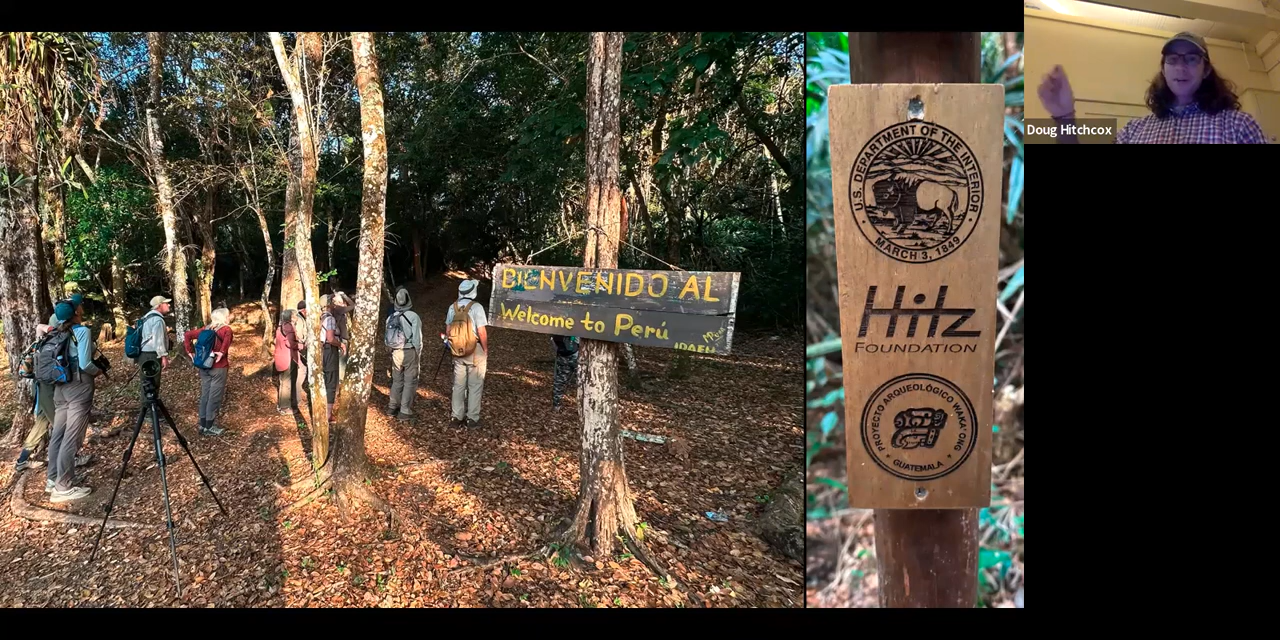 BIENVENIDO AL
Welcome to Perú
IDAEH
U.S. DEPARTMENT OF THE INTERIOR
MARCH 3, 1849
Hitz
FOUNDATION
PROYECTO ARQUEOLÓGICO WAKA' ONG
GUATEMALA
Doug Hitchcox